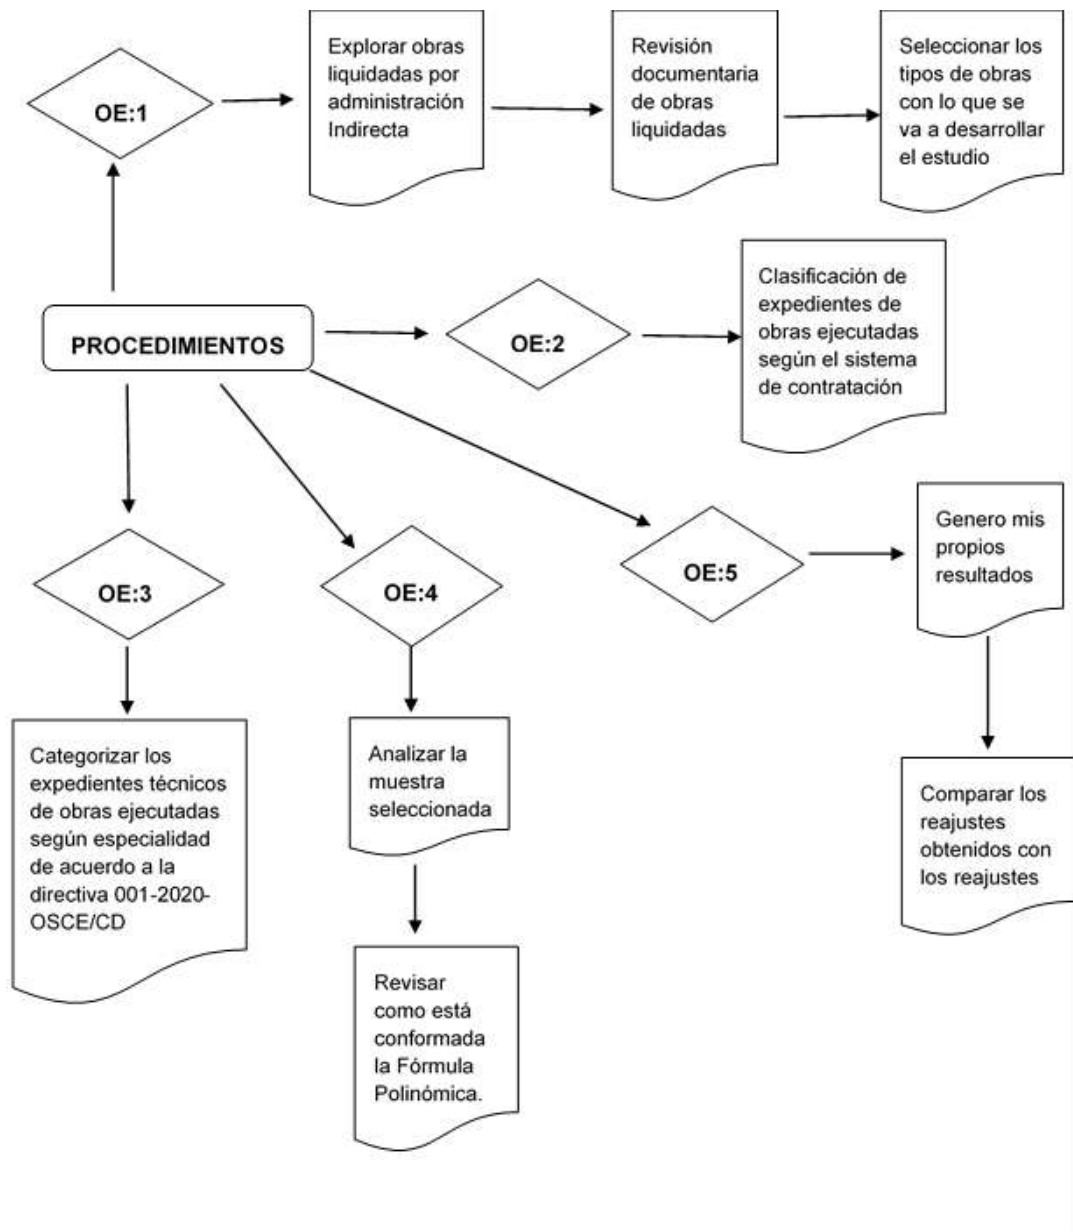 OE:1
Explorar obras
liquidadas por
administración
Indirecta
Revisión
documentaria
de obras
liquidadas
Seleccionar los
tipos de obras
con lo que se
va a desarrollar
el estudio
PROCEDIMIENTOS
OE:2
Clasificación de
expedientes de
obras ejecutadas
según el sistema
de contratación
OE:3
Categorizar los
expedientes técnicos
de obras ejecutadas
según especialidad
de acuerdo a la
directiva 001-2020-
OSCE/CD
OE:4
Analizar la
muestra
seleccionada
Revisar
como está
conformada
la Fórmula
Polinómica.
OE:5
Genero mis
propios
resultados
Comparar los
reajustes
obtenidos con
los reajustes